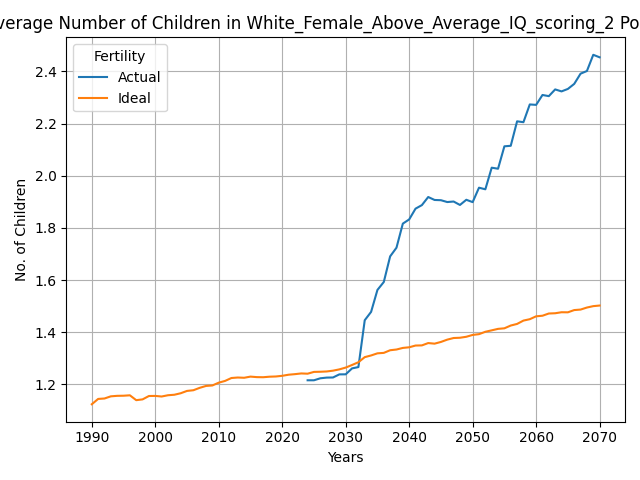 verage Number of Children in White_Female_Above_Average_IQ_scoring_2 Po
Fertility
Actual
Ideal
No. of Children
2.4
2.2
2.0
1.8
1.6
1.4
1.2
1990 2000 2010 2020 2030 2040 2050 2060 2070
Years